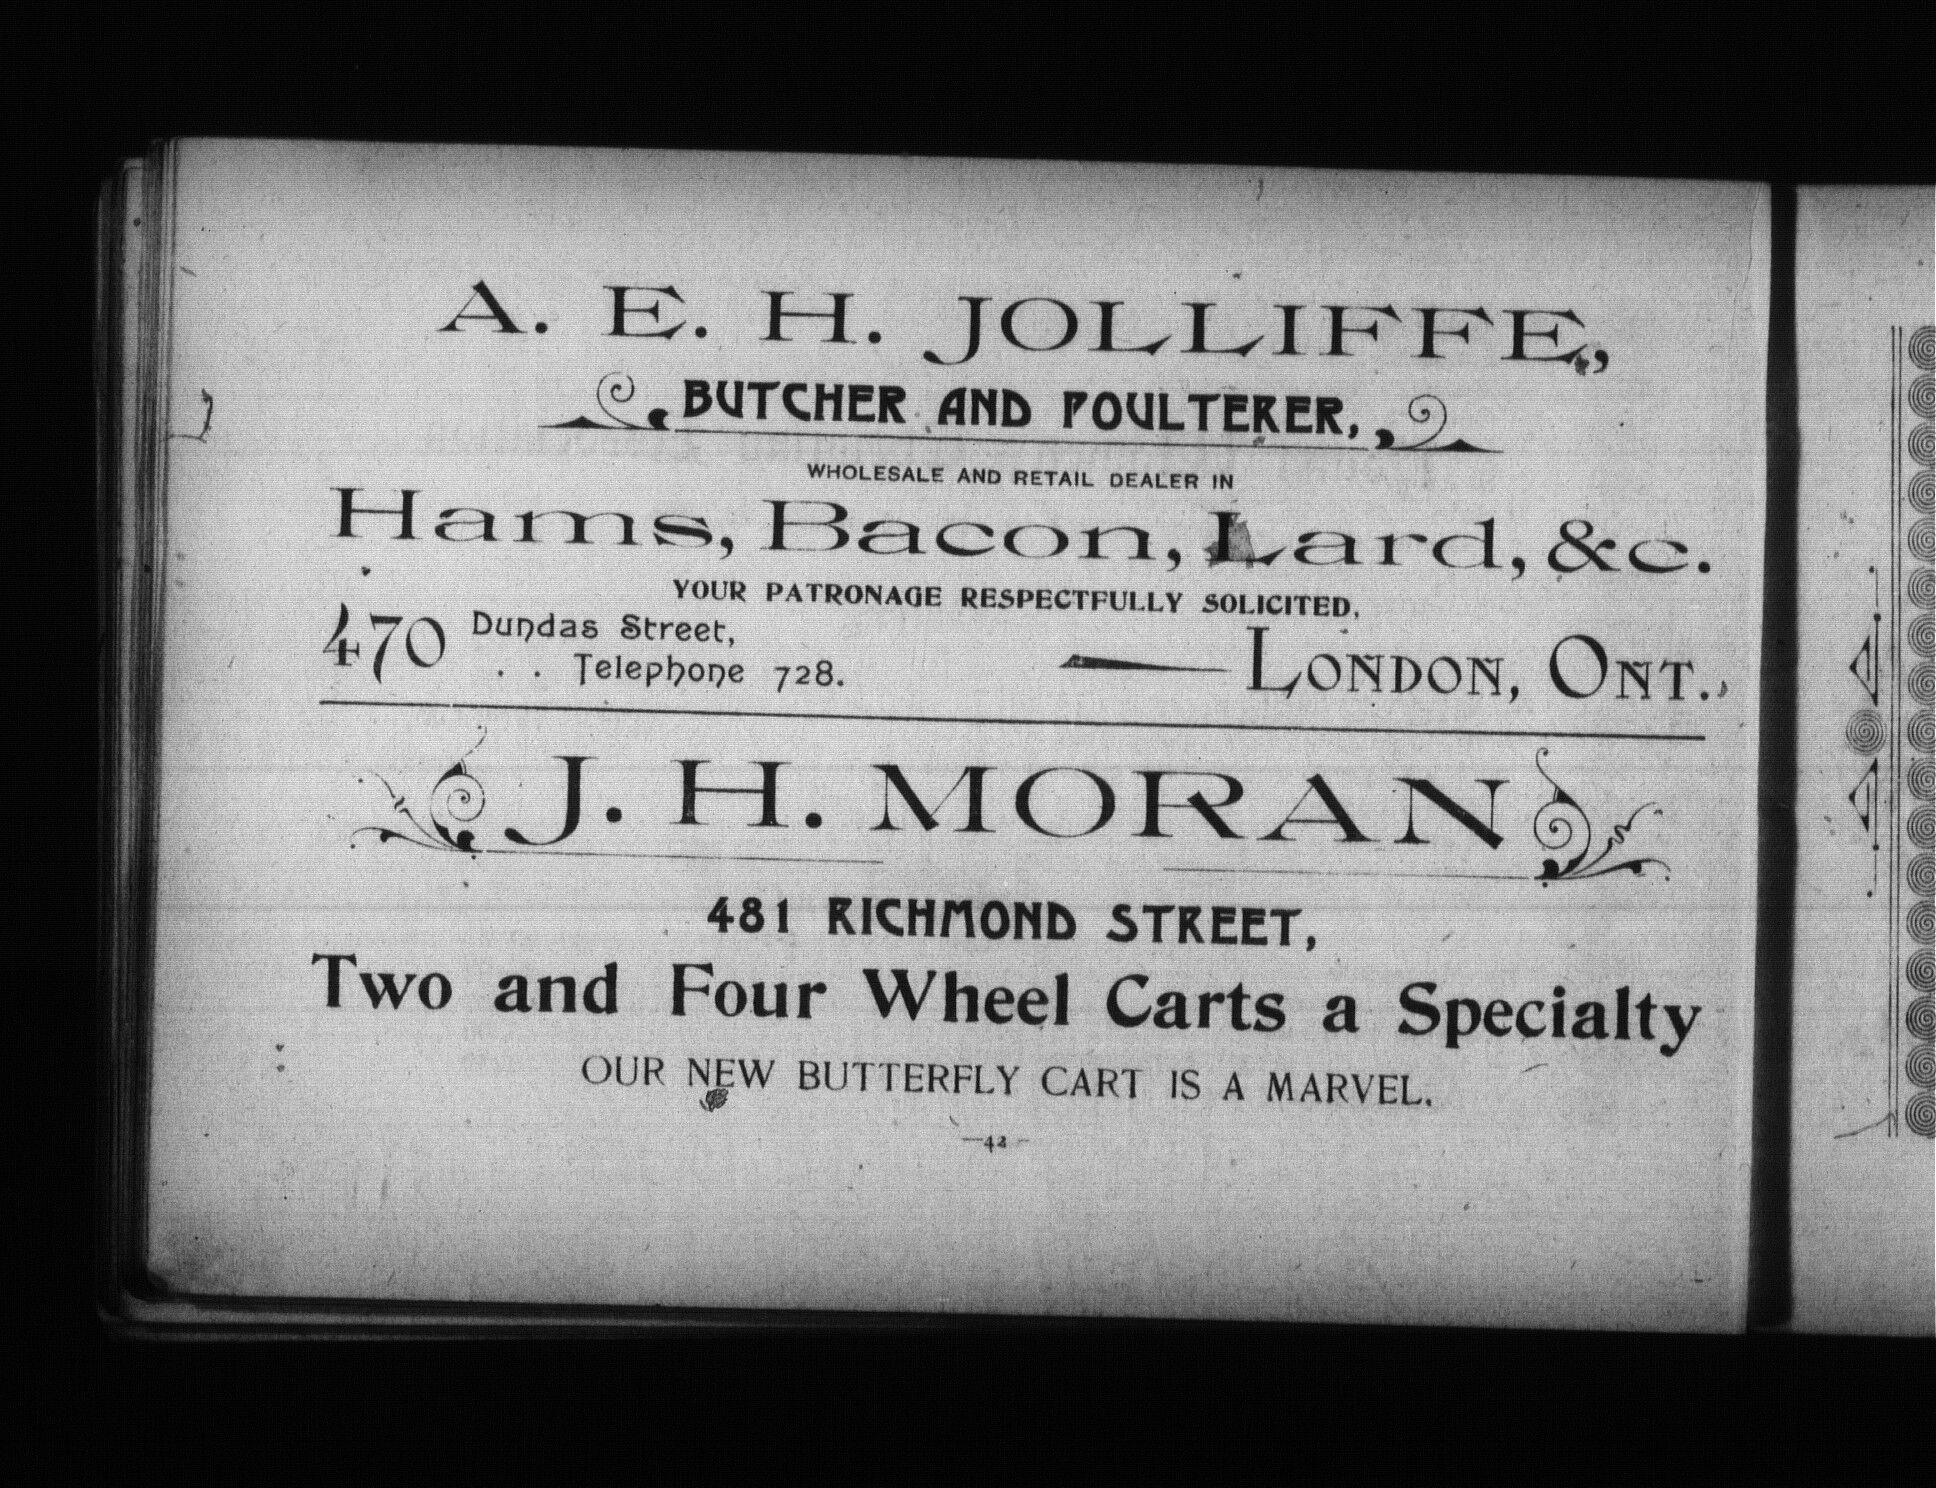 A. E. H. JOLLIFFE,
BUTCHER AND POULTERER,
WHOLESALE AND RETAIL DEALER IN
Hams, Bacon, Lard, &c.
YOUR PATRONAGE RESPECTFULLY SOLICITED.
470 Dundas Street,
. . Telephone 728.
LONDON, ONT.
J. H. MORAN
481 RICHMOND STREET,
Two and Four Wheel Carts a Specialty
OUR NEW BUTTERFLY CART IS A MARVEL.
—42—